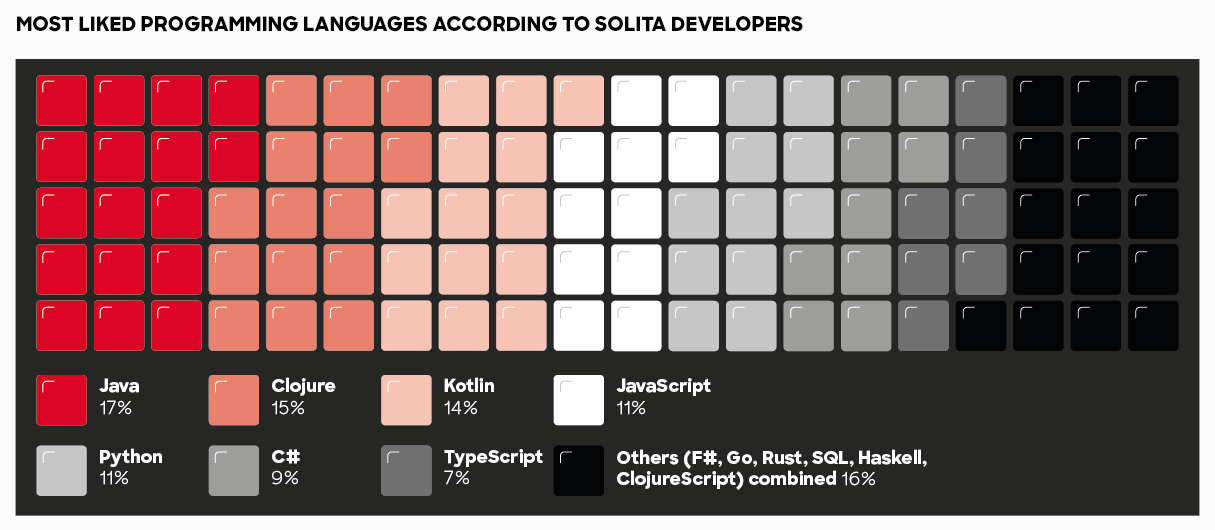 MOST LIKED PROGRAMMING LANGUAGES ACCORDING TO SOLITA DEVELOPERS
Java
17%
Clojure
15%
Kotlin
14%
JavaScript
11%
Python
11%
C#
9%
TypeScript
7%
Others (F#, Go, Rust, SQL, Haskell,
ClojureScript) combined 16%